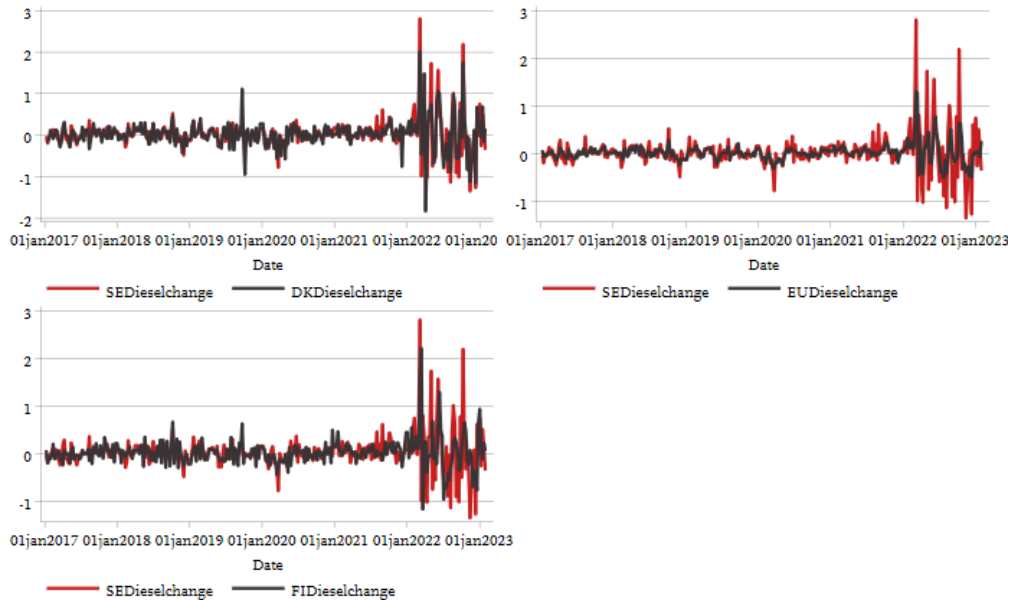 3
2
1
0
-1
-2
01jan2017 01jan2018 01jan2019 01jan2020 01jan2021 01jan2022 01jan20
Date
SEDieselchange DKDieselchange
3
2
1
0
-1
01jan2017 01jan2018 01jan2019 01jan2020 01jan2021 01jan2022 01jan2023
Date
SEDieselchange EUDieselchange
3
2
1
0
-1
01jan2017 01jan2018 01jan2019 01jan2020 01jan2021 01jan2022 01jan2023
Date
SEDieselchange FIDieselchange